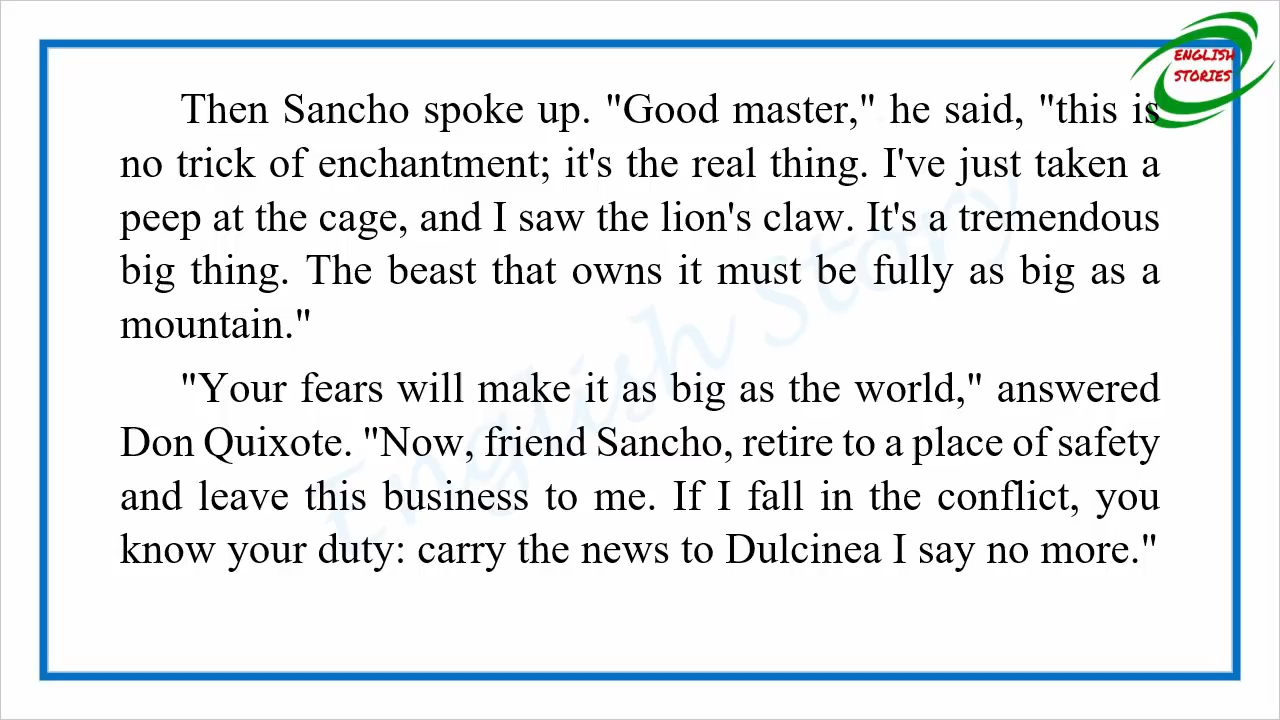 ENGLISH
STORIES
Then Sancho spoke up. "Good master," he said, "this is
no trick of enchantment; it's the real thing. I've just taken a
peep at the cage, and I saw the lion's claw. It's a tremendous
big thing. The beast that owns it must be fully as big as a
mountain."
"Your fears will make it as big as the world," answered
Don Quixote. "Now, friend Sancho, retire to a place of safety
and leave this business to me. If I fall in the conflict, you
know your duty: carry the news to Dulcinea I say no more."
English Story